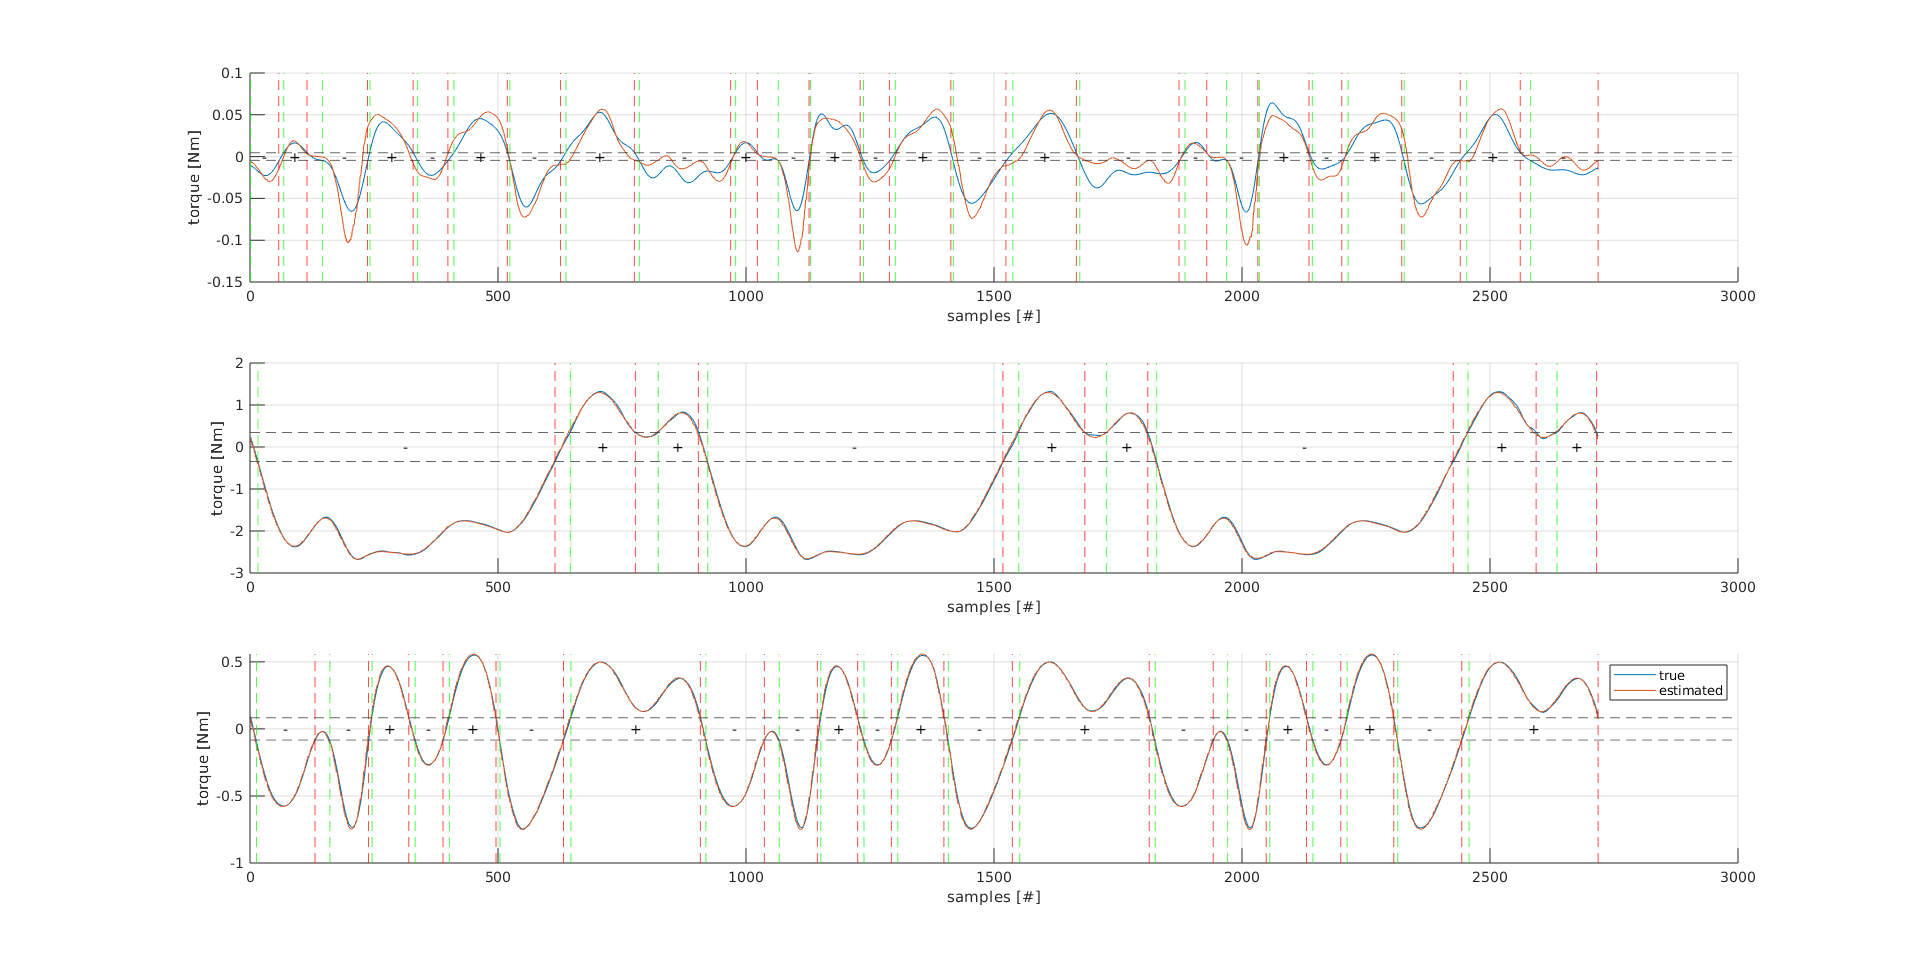 0.1
0.05
0
-0.05
-0.1
-0.15
torque [Nm]
- + - + - + - + - + - + - + - + - - + - + - + -
0 500 1000 1500 2000 2500 3000
samples [#]
2
1
0
-1
-2
-3
torque [Nm]
- + + - + + - + +
0 500 1000 1500 2000 2500 3000
samples [#]
0.5
0
-0.5
-1
torque [Nm]
true
estimated
- - + - + - + - - + - + - + - - + - + - +
0 500 1000 1500 2000 2500 3000
samples [#]